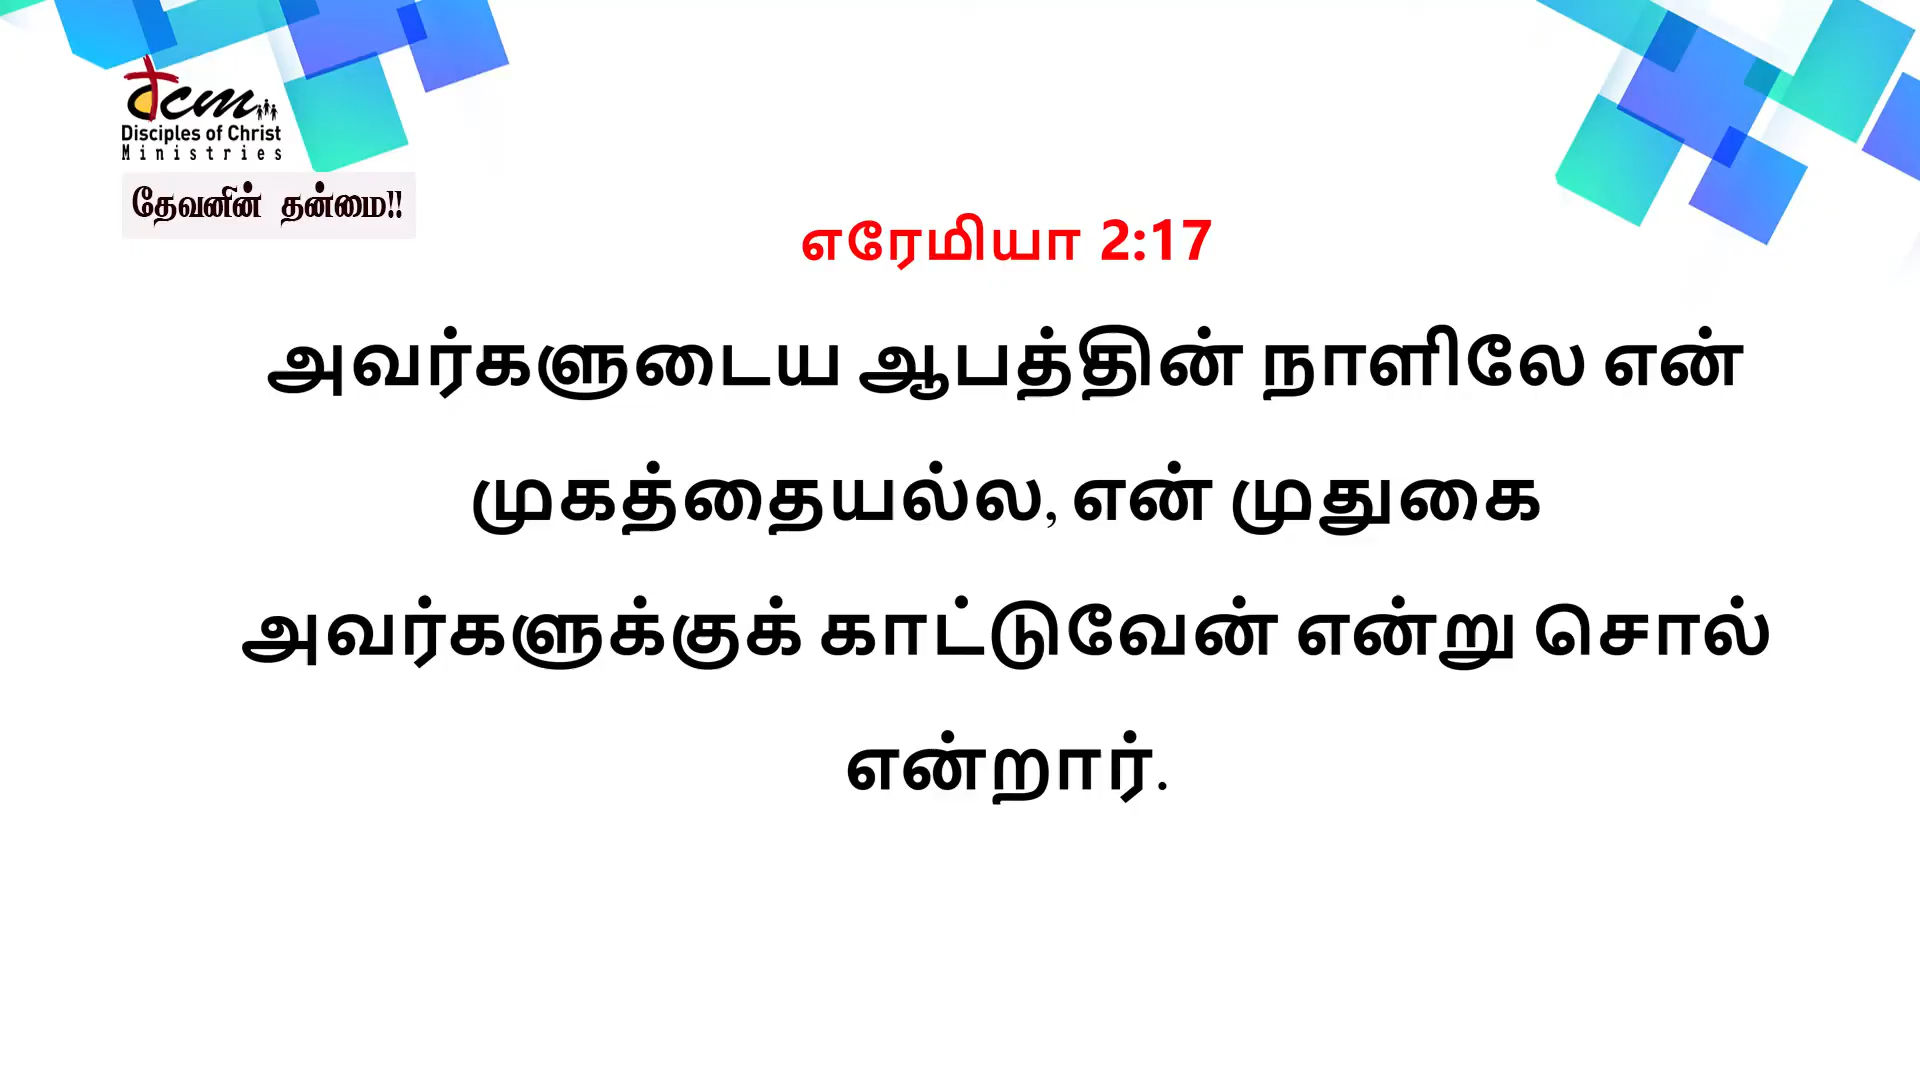 dcm
Disciples of Christ
Ministries
தேவனின் தன்மை!!
எரேமியா 2:17
அவர்களுடைய ஆபத்தின் நாளிலே என்
முகத்தையல்ல, என் முதுகை
அவர்களுக்குக் காட்டுவேன் என்று சொல்
என்றார்.